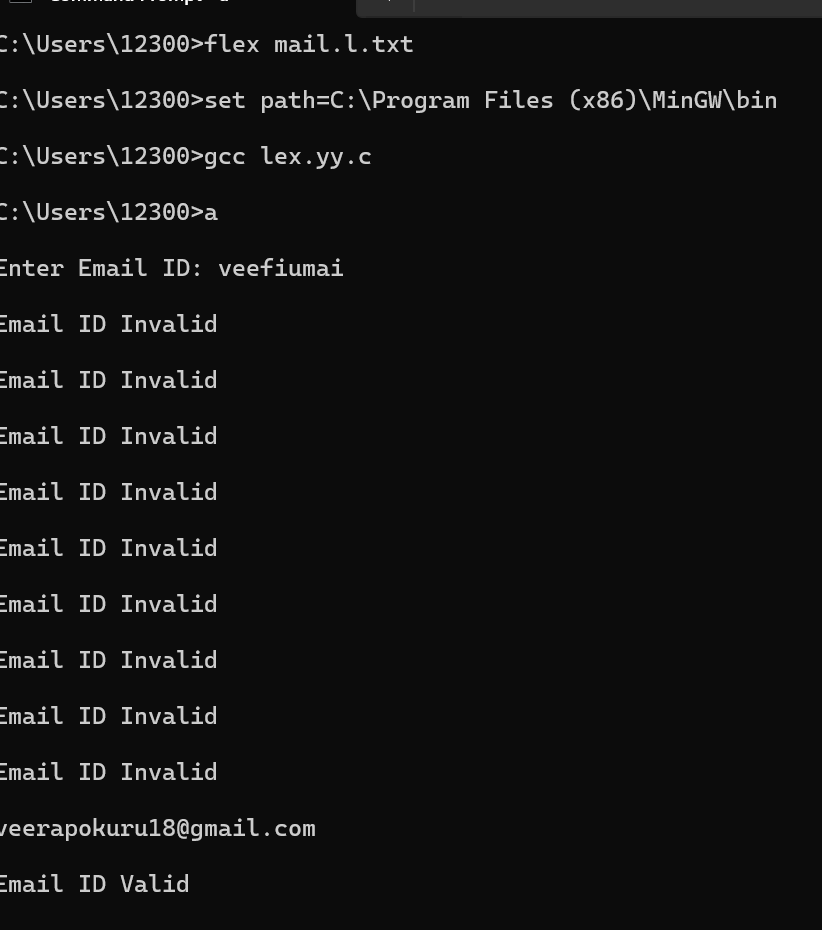 C:\Users\12300>flex mail.l.txt
C:\Users\12300>set path=C:\Program Files (x86)\MinGW\bin
C:\Users\12300>gcc lex.yy.c
C:\Users\12300>a
Enter Email ID: veefiumai
Email ID Invalid
Email ID Invalid
Email ID Invalid
Email ID Invalid
Email ID Invalid
Email ID Invalid
Email ID Invalid
Email ID Invalid
Email ID Invalid
veerapokuru18@gmail.com
Email ID Valid